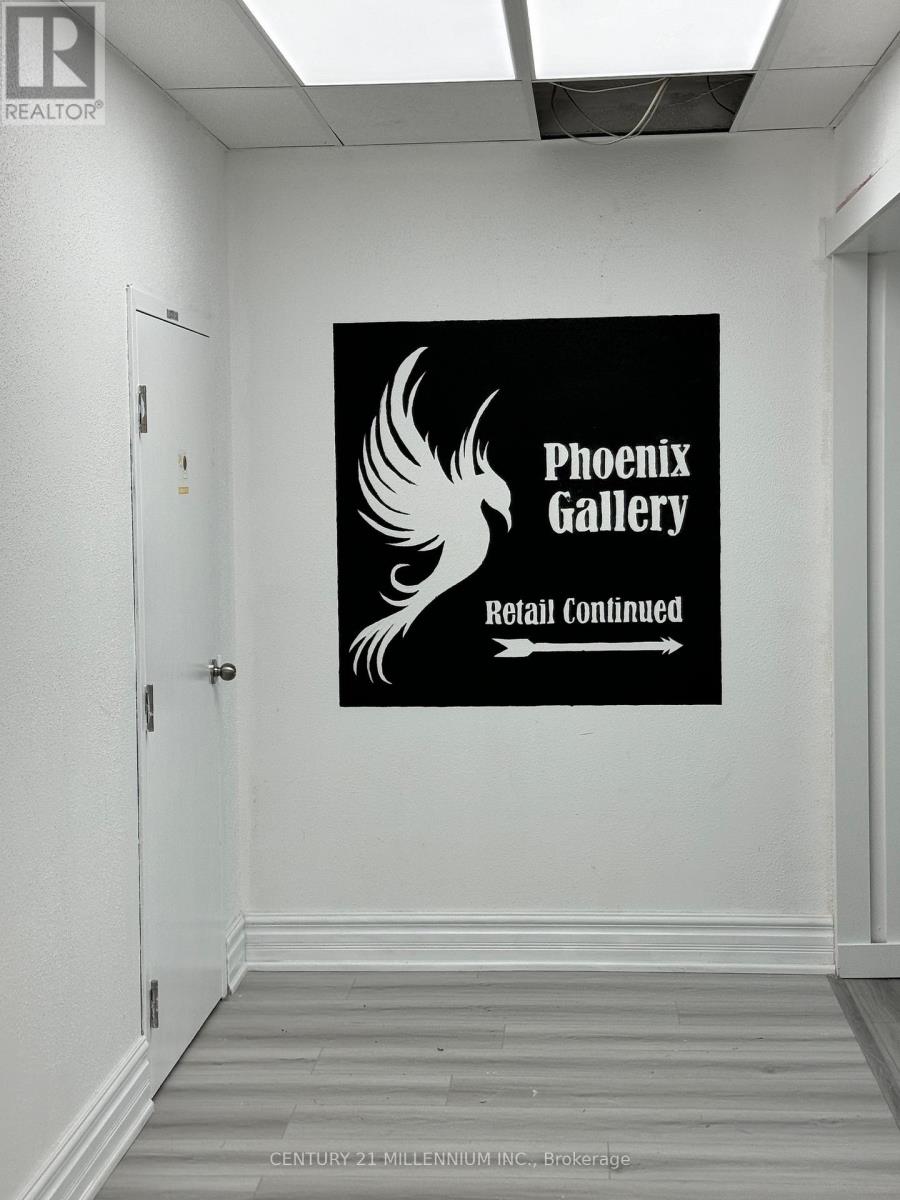 R
REALTOR®
Phoenix
Gallery
Retail Continued
CENTURY 21 MILLENNIUM INC., Brokerage